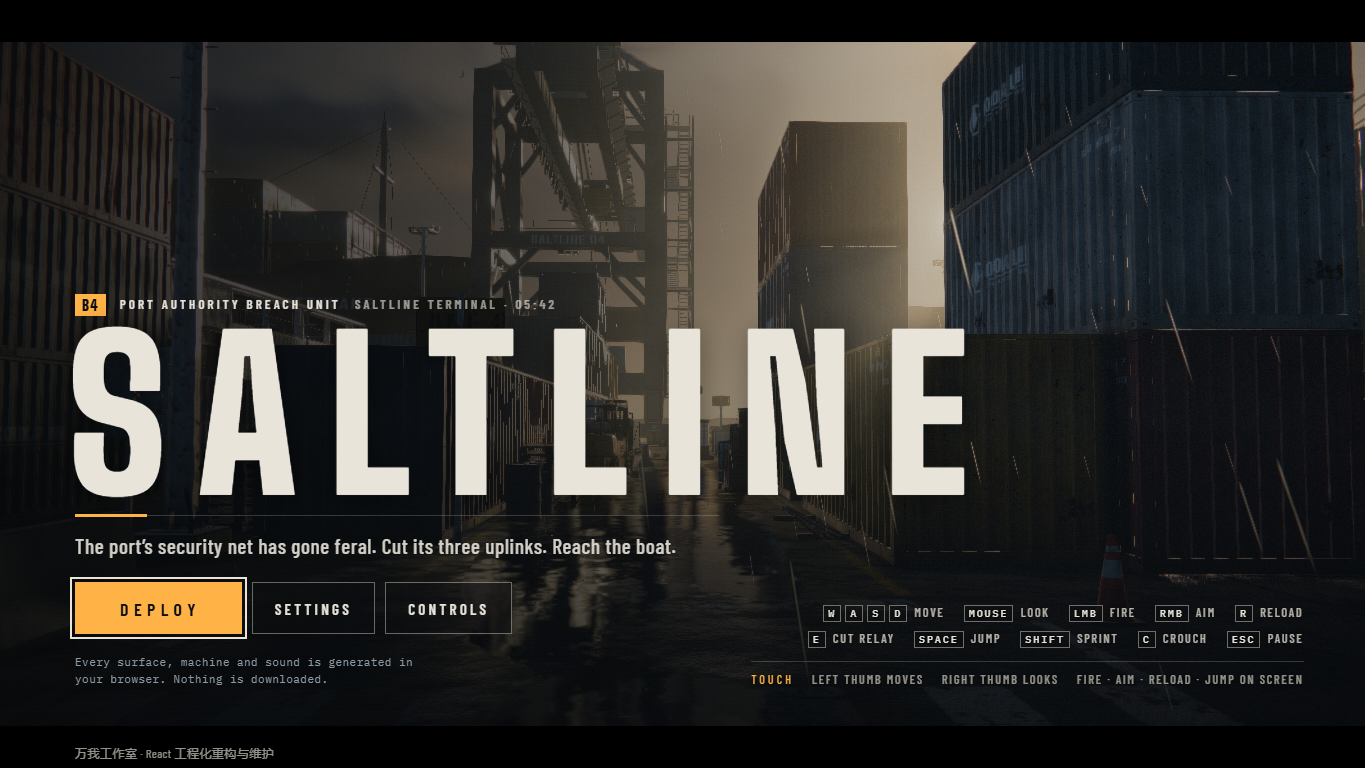 SALTLINE 04
B4 PORT AUTHORITY BREACH UNIT SALTLINE TERMINAL · 05:42
SALTLINE
The port's security net has gone feral. Cut its three uplinks. Reach the boat.
DEPLOY SETTINGS CONTROLS
Every surface, machine and sound is generated in
your browser. Nothing is downloaded.
W A S D MOVE MOUSE LOOK LMB FIRE RMB AIM R RELOAD
E CUT RELAY SPACE JUMP SHIFT SPRINT C CROUCH ESC PAUSE
TOUCH LEFT THUMB MOVES RIGHT THUMB LOOKS FIRE · AIM · RELOAD · JUMP ON SCREEN
万我工作室 · React 工程化重构与维护